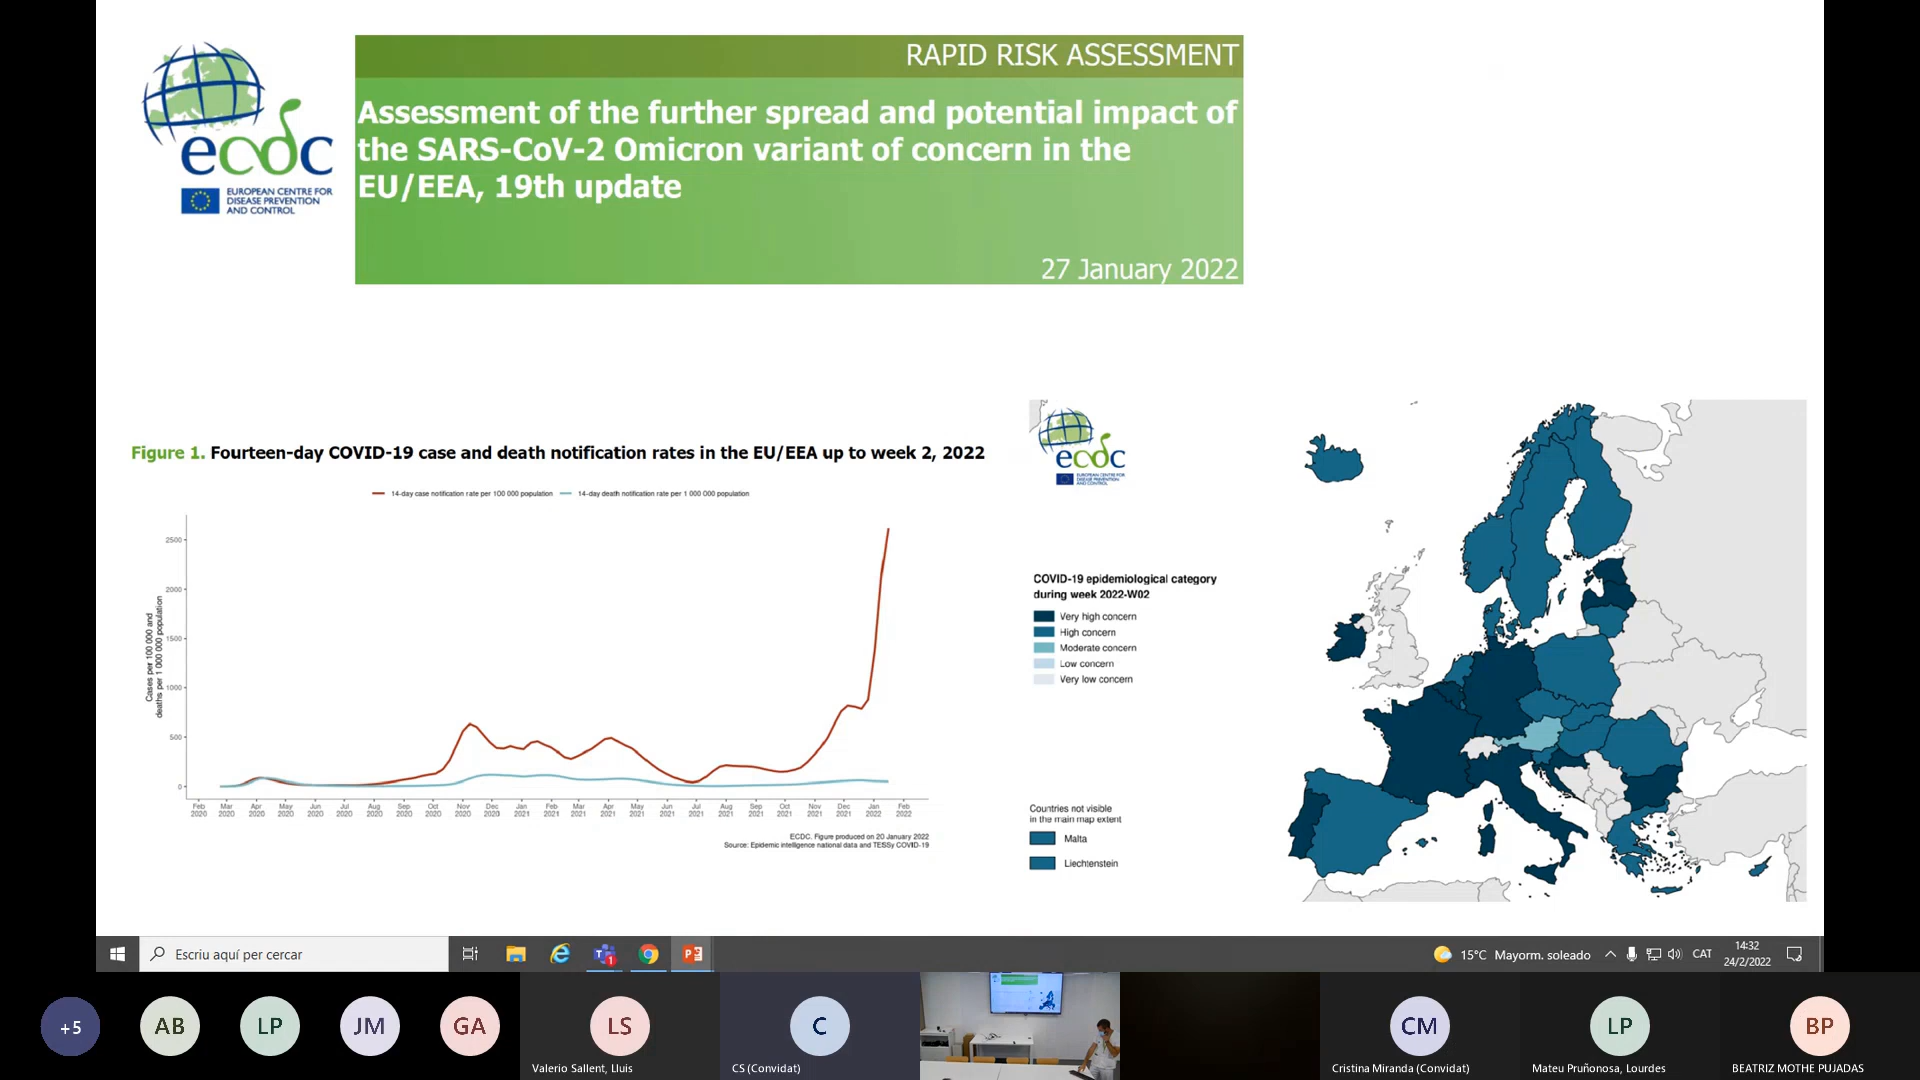 RAPID RISK ASSESSMENT
Assessment of the further spread and potential impact of
the SARS-CoV-2 Omicron variant of concern in the
EU/EEA, 19th update
27 January 2022
ecdc
EUROPEAN CENTRE FOR
DISEASE PREVENTION
AND CONTROL
Figure 1. Fourteen-day COVID-19 case and death notification rates in the EU/EEA up to week 2, 2022
14-day case notification rate per 100 000 population
14-day death notification rate per 1 000 000 population
Cases per 100 000 and
deaths per 1 000 000 population
2500
2000
1500
1000
500
0
Feb Mar Apr May Jun Jul Aug Sep Oct Nov Dec Jan Feb Mar Apr May Jun Jul Aug Sep Oct Nov Dec Jan Feb
2020 2020 2020 2020 2020 2020 2020 2020 2020 2020 2020 2021 2021 2021 2021 2021 2021 2021 2021 2021 2021 2021 2021 2022 2022
ECDC. Figure produced on 20 January 2022
Source: Epidemic intelligence national data and TESSy COVID-19
ecdc
EUROPEAN CENTRE FOR
DISEASE PREVENTION
AND CONTROL
COVID-19 epidemiological category
during week 2022-W02
Very high concern
High concern
Moderate concern
Low concern
Very low concern
Countries not visible
in the main map extent
Malta
Liechtenstein
Escriu aquí per cercar
1
15°C Mayorm. soleado
CAT
14:32
24/2/2022
+5
AB
LP
JM
GA
LS
Valerio Sallent, Lluis
C
CS (Convidat)
CM
Cristina Miranda (Convidat)
LP
Mateu Pruñonosa, Lourdes
BP
BEATRIZ MOTHE PUJADAS